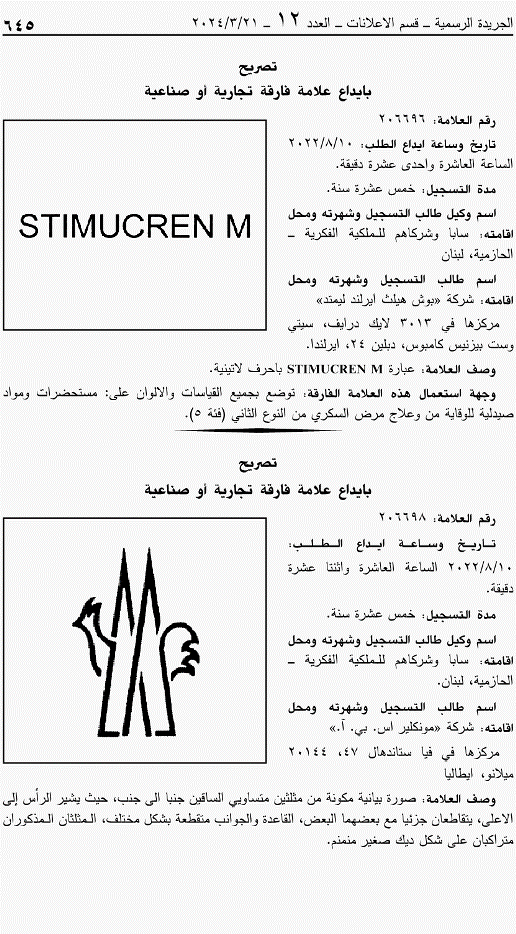 الجريدة الرسمية ــ قسم الاعلانات ــ العدد ١٢ ــ ٢٠٢٤/٣/٢١
٦٤٥
تصريح
بايداع علامة فارقة تجارية أو صناعية
رقم العلامة: ٢٠٦٦٩٦
تاريخ وساعة ايداع الطلب: ٢٠٢٢/٨/١٠
الساعة العاشرة واحدى عشرة دقيقة.
مدة التسجيل: خمس عشرة سنة.
اسم وكيل طالب التسجيل وشهرته ومحل
اقامته: سابا وشركاهم للملكية الفكرية ــ
الحازمية، لبنان
اسم طالب التسجيل وشهرته ومحل
اقامته: شركة «بوش هيلث ايرلند ليمتد»
مركزها في ٣٠١٣ لايك درايف، سيتي
وست بيزنيس كامبوس، دبلين ٢٤، ايرلندا.
STIMUCREN M
وصف العلامة: عبارة STIMUCREN M باحرف لاتينية.
وجهة استعمال هذه العلامة الفارقة: توضع بجميع القياسات والالوان على: مستحضرات ومواد
صيدلية للوقاية من وعلاج مرض السكري من النوع الثاني (فئة ٥).
تصريح
بايداع علامة فارقة تجارية أو صناعية
رقم العلامة: ٢٠٦٦٩٨
تاريخ وساعة ايداع الطلب:
٢٠٢٢/٨/١٠ الساعة العاشرة واثنتا عشرة
دقيقة.
مدة التسجيل: خمس عشرة سنة.
اسم وكيل طالب التسجيل وشهرته ومحل
اقامته: سابا وشركاهم للملكية الفكرية ــ
الحازمية، لبنان.
اسم طالب التسجيل وشهرته ومحل
اقامته: شركة «مونكلير اس. بي. آ.»
مركزها في فيا ستاندهال ٤٧، ٢٠١٤٤
ميلانو، ايطاليا
وصف العلامة: صورة بيانية مكونة من مثلثين متساويي الساقين جنبا الى جنب، حيث يشير الرأس إلى
الاعلى، يتقاطعان جزئيا مع بعضهما البعض، القاعدة والجوانب متقطعة بشكل مختلف، المثلثان المذكوران
متراكبان على شكل ديك صغير منمنم.